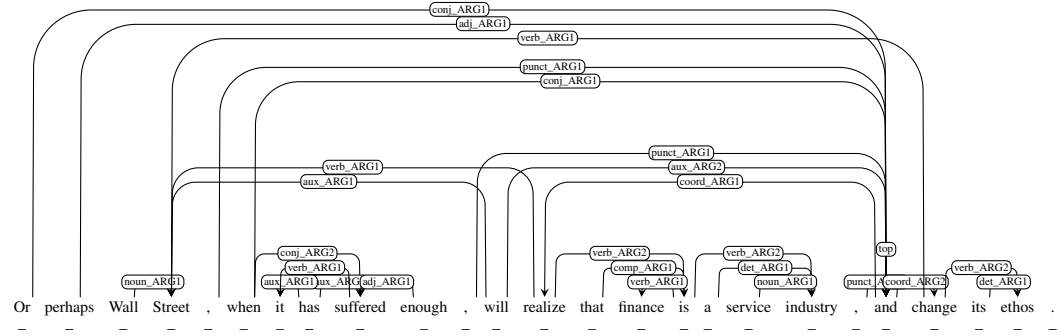 conj_ARG1
adj_ARG1
verb_ARG1
punct_ARG1
conj_ARG1
punct_ARG1
verb_ARG1 aux_ARG2
aux_ARG1 coord_ARG1
top
conj_ARG2 verb_ARG2 verb_ARG2
verb_ARG1 comp_ARG1 det_ARG1 verb_ARG2
noun_ARG1 aux_ARG1 aux_ARG2 adj_ARG1 verb_ARG1 noun_ARG1 punct_A coord_ARG2 det_ARG1
Or perhaps Wall Street , when it has suffered enough , will realize that finance is a service industry , and change its ethos .
_ _ _ _ _ _ _ _ _ _ _ _ _ _ _ _ _ _ _ _ _ _ _ _ _